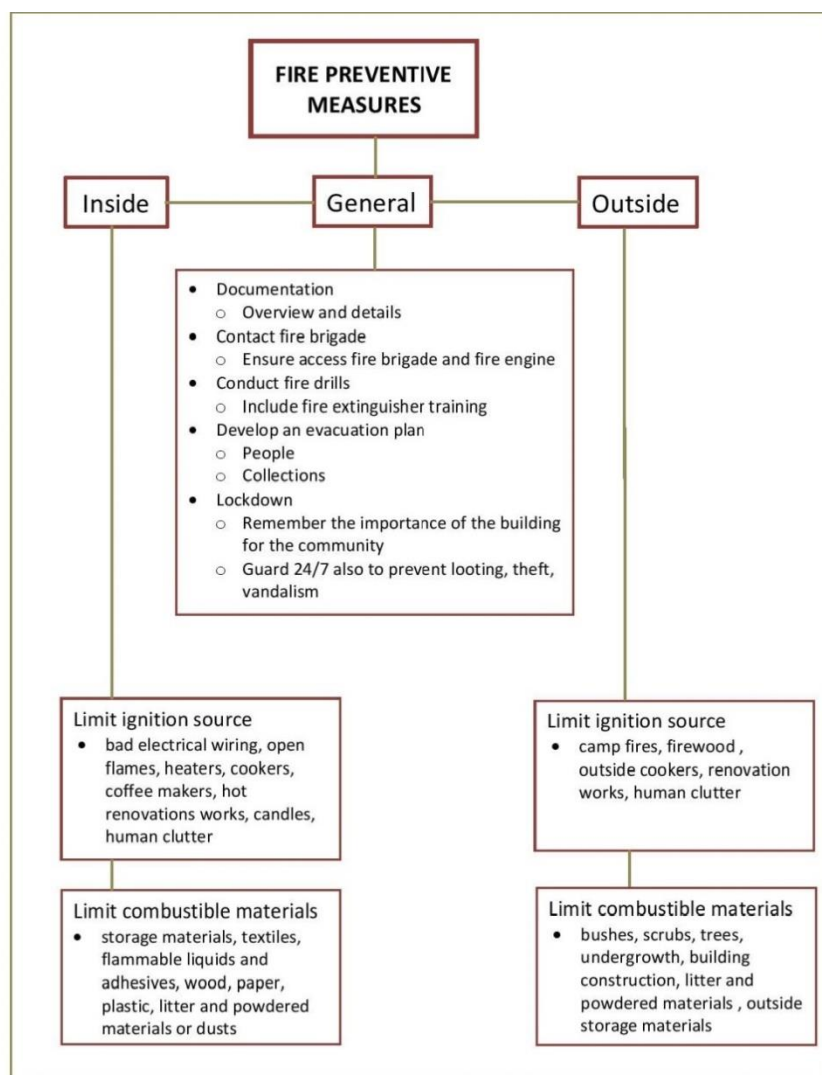 FIRE PREVENTIVE
MEASURES
Inside
General
Outside
• Documentation
o Overview and details
• Contact fire brigade
o Ensure access fire brigade and fire engine
• Conduct fire drills
o Include fire extinguisher training
• Develop an evacuation plan
o People
o Collections
• Lockdown
o Remember the importance of the building
for the community
o Guard 24/7 also to prevent looting, theft,
vandalism
Limit ignition source
• bad electrical wiring, open
flames, heaters, cookers,
coffee makers, hot
renovations works, candles,
human clutter
Limit combustible materials
• storage materials, textiles,
flammable liquids and
adhesives, wood, paper,
plastic, litter and powdered
materials or dusts
Limit ignition source
• camp fires, firewood ,
outside cookers, renovation
works, human clutter
Limit combustible materials
• bushes, scrubs, trees,
undergrowth, building
construction, litter and
powdered materials , outside
storage materials